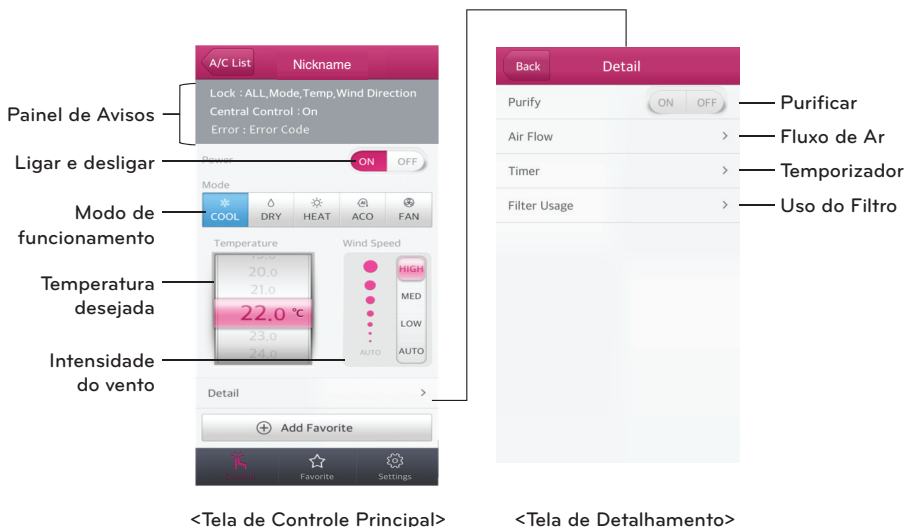 A/C List
Nickname
Lock : ALL,Mode,Temp,Wind Direction
Central Control : On
Error : Error Code
Painel de Avisos
Power
ON
OFF
Ligar e desligar
Mode
COOL
DRY
HEAT
ACO
FAN
Modo de
funcionamento
Temperature
Wind Speed
19.0
20.0
21.0
22.0 °C
23.0
24.0
Temperatura
desejada
HIGH
MED
LOW
AUTO
AUTO
Intensidade
do vento
Detail
Add Favorite
Favorite
Settings
<Tela de Controle Principal>
Back
Detail
Purify
ON
OFF
Purificar
Air Flow
Fluxo de Ar
Timer
Temporizador
Filter Usage
Uso do Filtro
<Tela de Detalhamento>